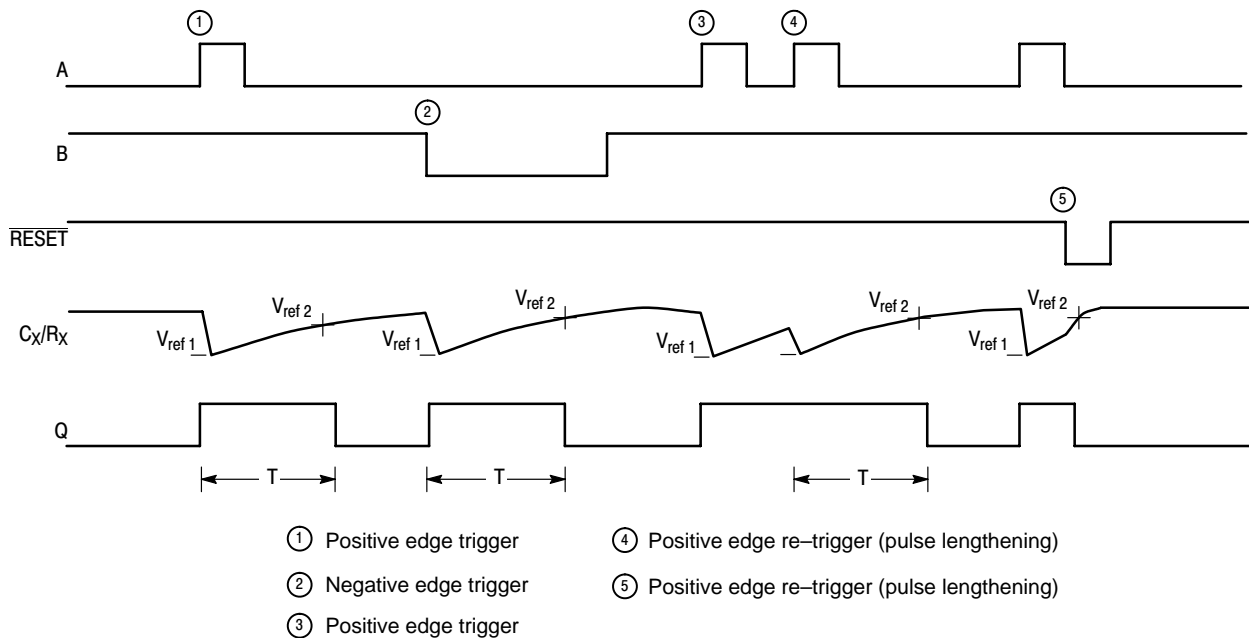 ① ③ ④
A
②
B
⑤
RESET
Vref 2 Vref 2 Vref 2 Vref 2
CX/RX
Vref 1 Vref 1 Vref 1 Vref 1
Q
T T T
① Positive edge trigger
② Negative edge trigger
③ Positive edge trigger
④ Positive edge re–trigger (pulse lengthening)
⑤ Positive edge re–trigger (pulse lengthening)